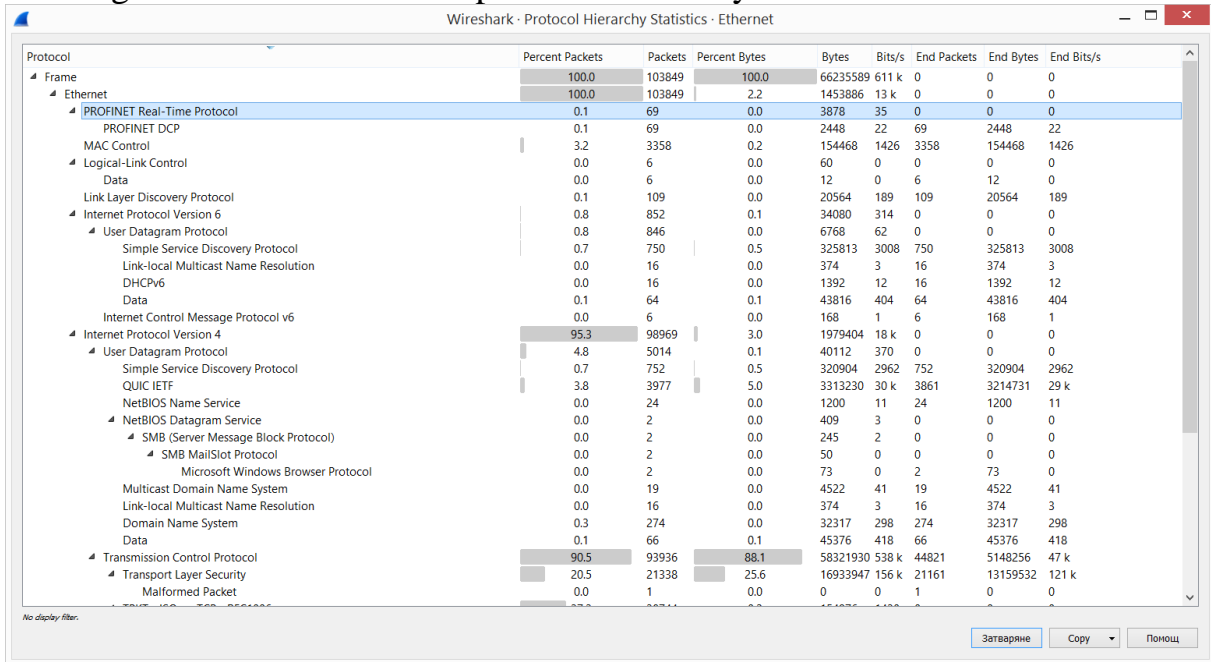 Wireshark · Protocol Hierarchy Statistics · Ethernet
Protocol Percent Packets Packets Percent Bytes Bytes Bits/s End Packets End Bytes End Bits/s
Frame 100.0 103849 100.0 66235589 611 k 0 0 0
Ethernet 100.0 103849 2.2 1453886 13 k 0 0 0
PROFINET Real-Time Protocol 0.1 69 0.0 3878 35 0 0 0
PROFINET DCP 0.1 69 0.0 2448 22 69 2448 22
MAC Control 3.2 3358 0.2 154468 1426 3358 154468 1426
Logical-Link Control 0.0 6 0.0 60 0 0 0 0
Data 0.0 6 0.0 12 0 6 12 0
Link Layer Discovery Protocol 0.1 109 0.0 20564 189 109 20564 189
Internet Protocol Version 6 0.8 852 0.1 34080 314 0 0 0
User Datagram Protocol 0.8 846 0.0 6768 62 0 0 0
Simple Service Discovery Protocol 0.7 750 0.5 325813 3008 750 325813 3008
Link-local Multicast Name Resolution 0.0 16 0.0 374 3 16 374 3
DHCPv6 0.0 16 0.0 1392 12 16 1392 12
Data 0.1 64 0.1 43816 404 64 43816 404
Internet Control Message Protocol v6 0.0 6 0.0 168 1 6 168 1
Internet Protocol Version 4 95.3 98969 3.0 1979404 18 k 0 0 0
User Datagram Protocol 4.8 5014 0.1 40112 370 0 0 0
Simple Service Discovery Protocol 0.7 752 0.5 320904 2962 752 320904 2962
QUIC IETF 3.8 3977 5.0 3313230 30 k 3861 3214731 29 k
NetBIOS Name Service 0.0 24 0.0 1200 11 24 1200 11
NetBIOS Datagram Service 0.0 2 0.0 409 3 0 0 0
SMB (Server Message Block Protocol) 0.0 2 0.0 245 2 0 0 0
SMB MailSlot Protocol 0.0 2 0.0 50 0 0 0 0
Microsoft Windows Browser Protocol 0.0 2 0.0 73 0 2 73 0
Multicast Domain Name System 0.0 19 0.0 4522 41 19 4522 41
Link-local Multicast Name Resolution 0.0 16 0.0 374 3 16 374 3
Domain Name System 0.3 274 0.0 32317 298 274 32317 298
Data 0.1 66 0.1 45376 418 66 45376 418
Transmission Control Protocol 90.5 93936 88.1 58321930 538 k 44821 5148256 47 k
Transport Layer Security 20.5 21338 25.6 16933947 156 k 21161 13159532 121 k
Malformed Packet 0.0 1 0.0 0 0 1 0 0
No display filter.
Затваряне Copy Помощ